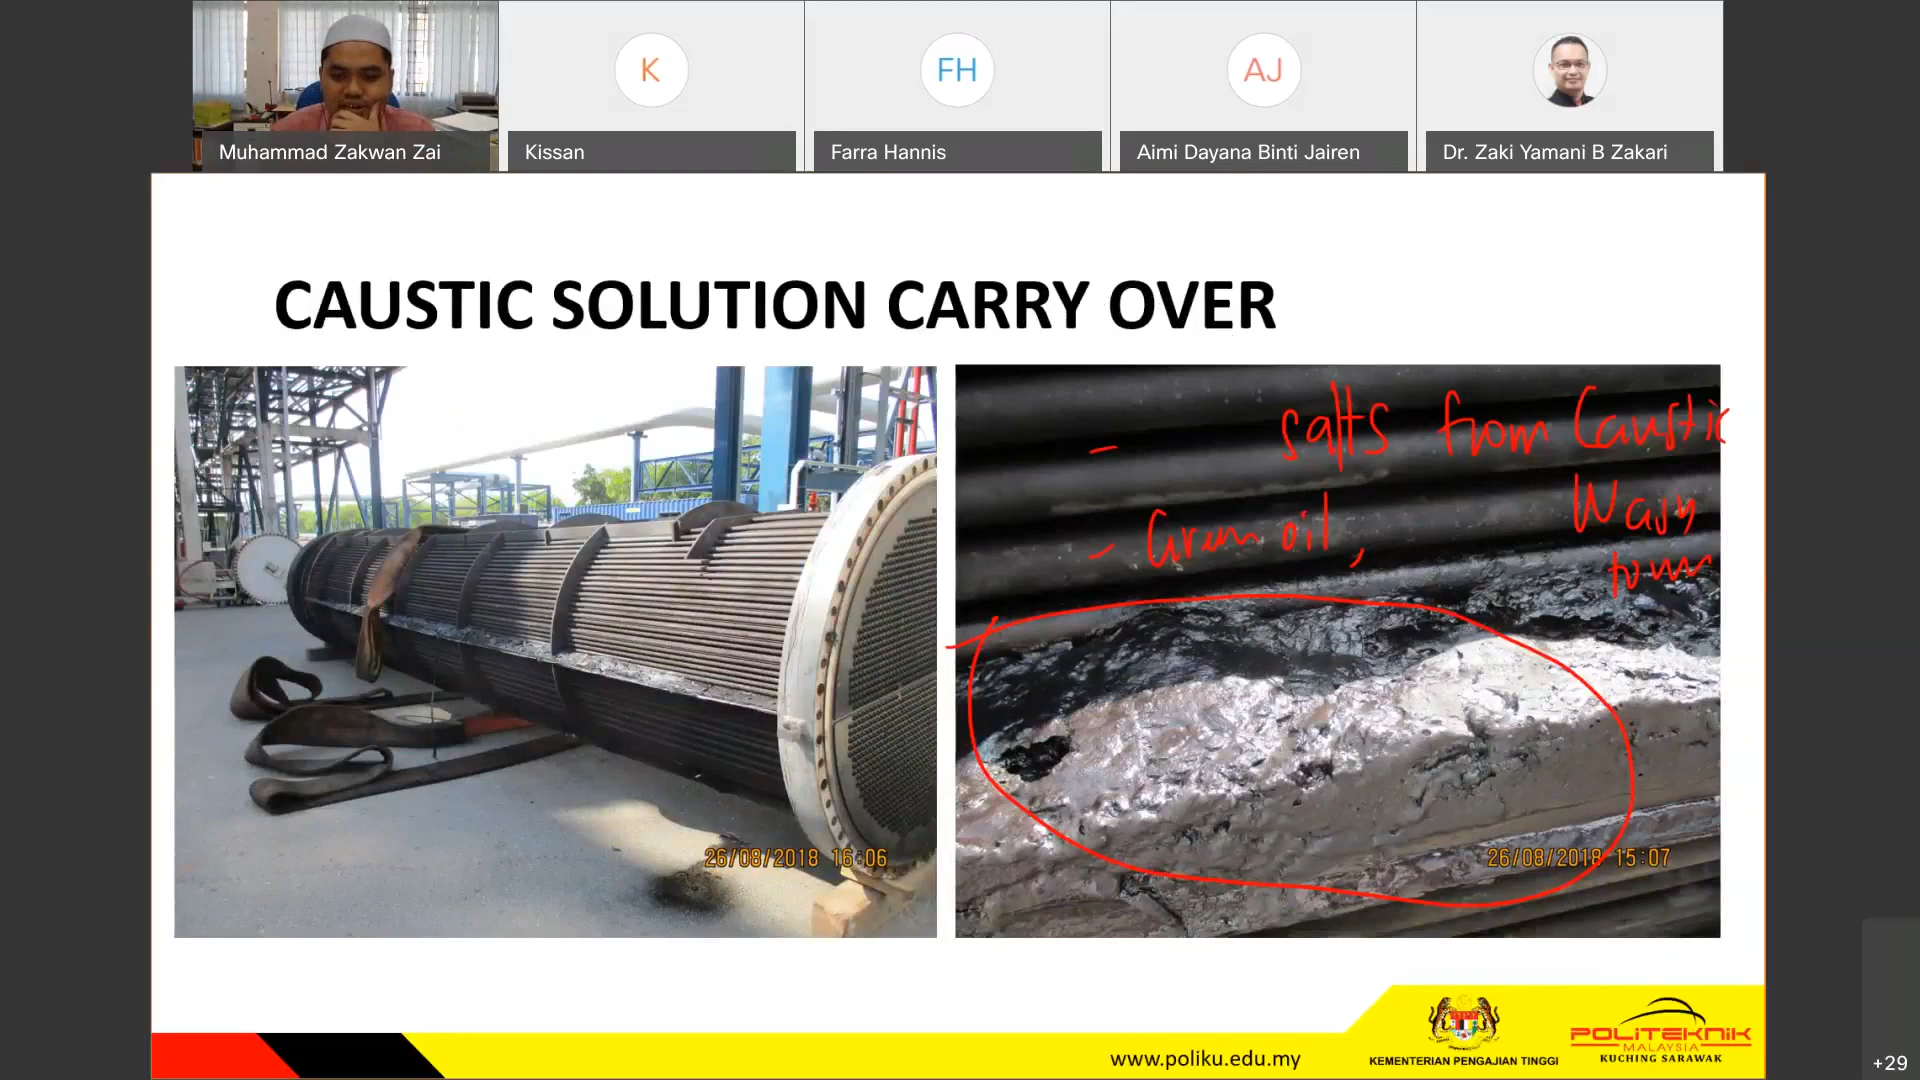 K
FH
AJ
Muhammad Zakwan Zai
Kissan
Farra Hannis
Aimi Dayana Binti Jairen
Dr. Zaki Yamani B Zakari
CAUSTIC SOLUTION CARRY OVER
- salts from Caustic
Wash
tower
- Green oil,
26/08/2018 16:06
26/08/2018 15:07
www.poliku.edu.my
KEMENTERIAN PENGAJIAN TINGGI
POLITEKNIK
MALAYSIA
KUCHING SARAWAK
+29